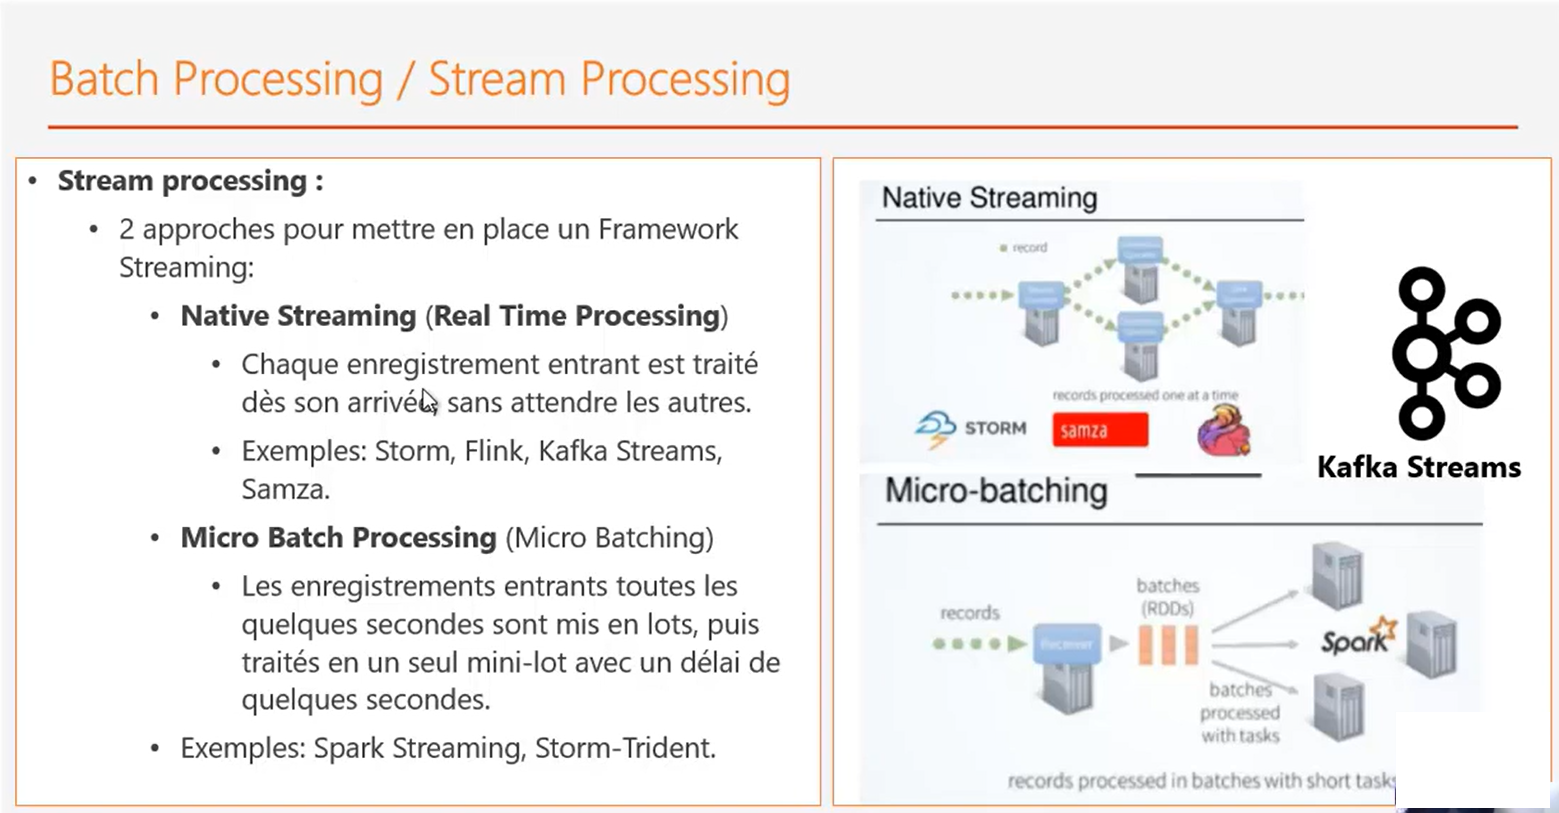 Batch Processing / Stream Processing
• Stream processing :
• 2 approches pour mettre en place un Framework
Streaming:
• Native Streaming (Real Time Processing)
• Chaque enregistrement entrant est traité
dès son arrivée, sans attendre les autres.
• Exemples: Storm, Flink, Kafka Streams,
Samza.
• Micro Batch Processing (Micro Batching)
• Les enregistrements entrants toutes les
quelques secondes sont mis en lots, puis
traités en un seul mini-lot avec un délai de
quelques secondes.
• Exemples: Spark Streaming, Storm-Trident.
Native Streaming
record
records processed one at a time
STORM
samza
Kafka Streams
Micro-batching
records
Receiver
batches
(RDDs)
Spark
batches
processed
with tasks
records processed in batches with short tasks